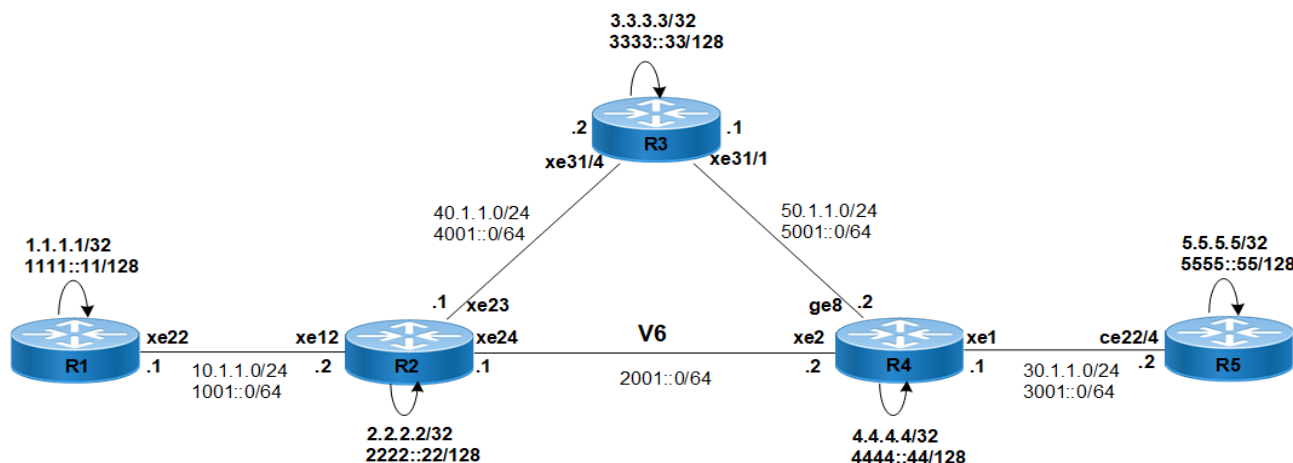 3.3.3.3/32
3333::33/128
.2
R3
.1
xe31/4
xe31/1
40.1.1.0/24
4001::0/64
50.1.1.0/24
5001::0/64
1.1.1.1/32
1111::11/128
5.5.5.5/32
5555::55/128
.1
xe23
ge8
.2
xe22
xe12
xe24
V6
xe2
xe1
ce22/4
R1
R2
R4
R5
.1
10.1.1.0/24
1001::0/64
.2
.1
2001::0/64
.2
.1
30.1.1.0/24
3001::0/64
.2
2.2.2.2/32
2222::22/128
4.4.4.4/32
4444::44/128